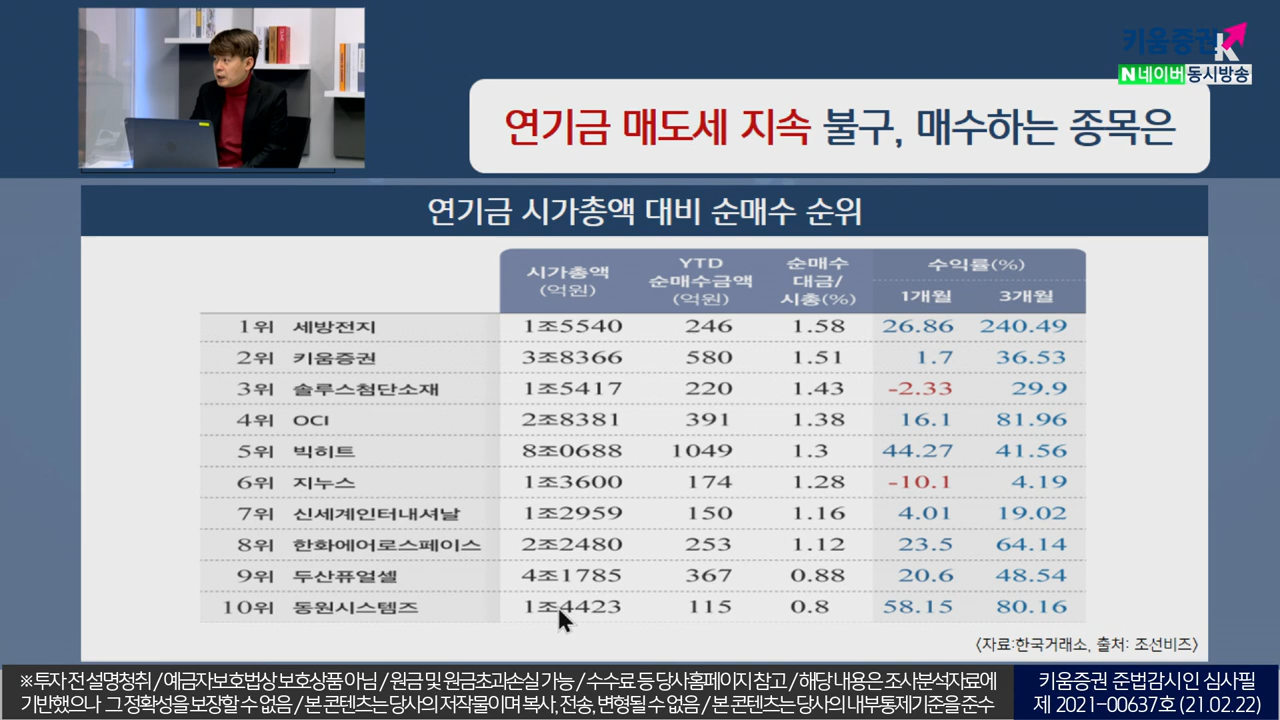 키움증권
N 네이버 동시방송
연기금 매도세 지속 불구, 매수하는 종목은
연기금 시가총액 대비 순매수 순위
시가총액 (억원) YTD 순매수금액 (억원) 순매수 대금/ 시총(%) 수익률(%) 1개월 3개월
1위 세방전지 1조5540 246 1.58 26.86 240.49
2위 키움증권 3조8366 580 1.51 1.7 36.53
3위 솔루스첨단소재 1조5417 220 1.43 -2.33 29.9
4위 OCI 2조8381 391 1.38 16.1 81.96
5위 빅히트 8조0688 1049 1.3 44.27 41.56
6위 지누스 1조3600 174 1.28 -10.1 4.19
7위 신세계인터내셔날 1조2959 150 1.16 4.01 19.02
8위 한화에어로스페이스 2조2480 253 1.12 23.5 64.14
9위 두산퓨얼셀 4조1785 367 0.88 20.6 48.54
10위 동원시스템즈 1조4423 115 0.8 58.15 80.16
<자료:한국거래소, 출처: 조선비즈>
※ 투자 전 설명청취 / 예금자보호법상 보호상품 아님 / 원금 및 원금초과손실 가능 / 수수료 등 당사홈페이지 참고 / 해당 내용은 조사분석자료에
기반했으나 그 정확성을 보장할 수 없음 / 본 콘텐츠는 당사의 저작물이며 복사, 전송, 변형될 수 없음 / 본 콘텐츠는 당사의 내부통제기준을 준수
키움증권 준법감시인 심사필
제 2021-00637호 (21.02.22)